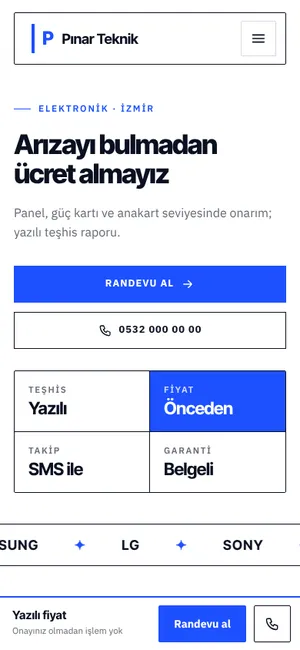 P Pınar Teknik
ELEKTRONİK · İZMİR
Arızayı bulmadan
ücret almayız
Panel, güç kartı ve anakart seviyesinde onarım;
yazılı teşhis raporu.
RANDEVU AL →
0532 000 00 00
TEŞHİS
Yazılı
FİYAT
Önceden
TAKİP
SMS ile
GARANTİ
Belgeli
SUNG ✦ LG ✦ SONY
Yazılı fiyat
Onayınız olmadan işlem yok
Randevu al